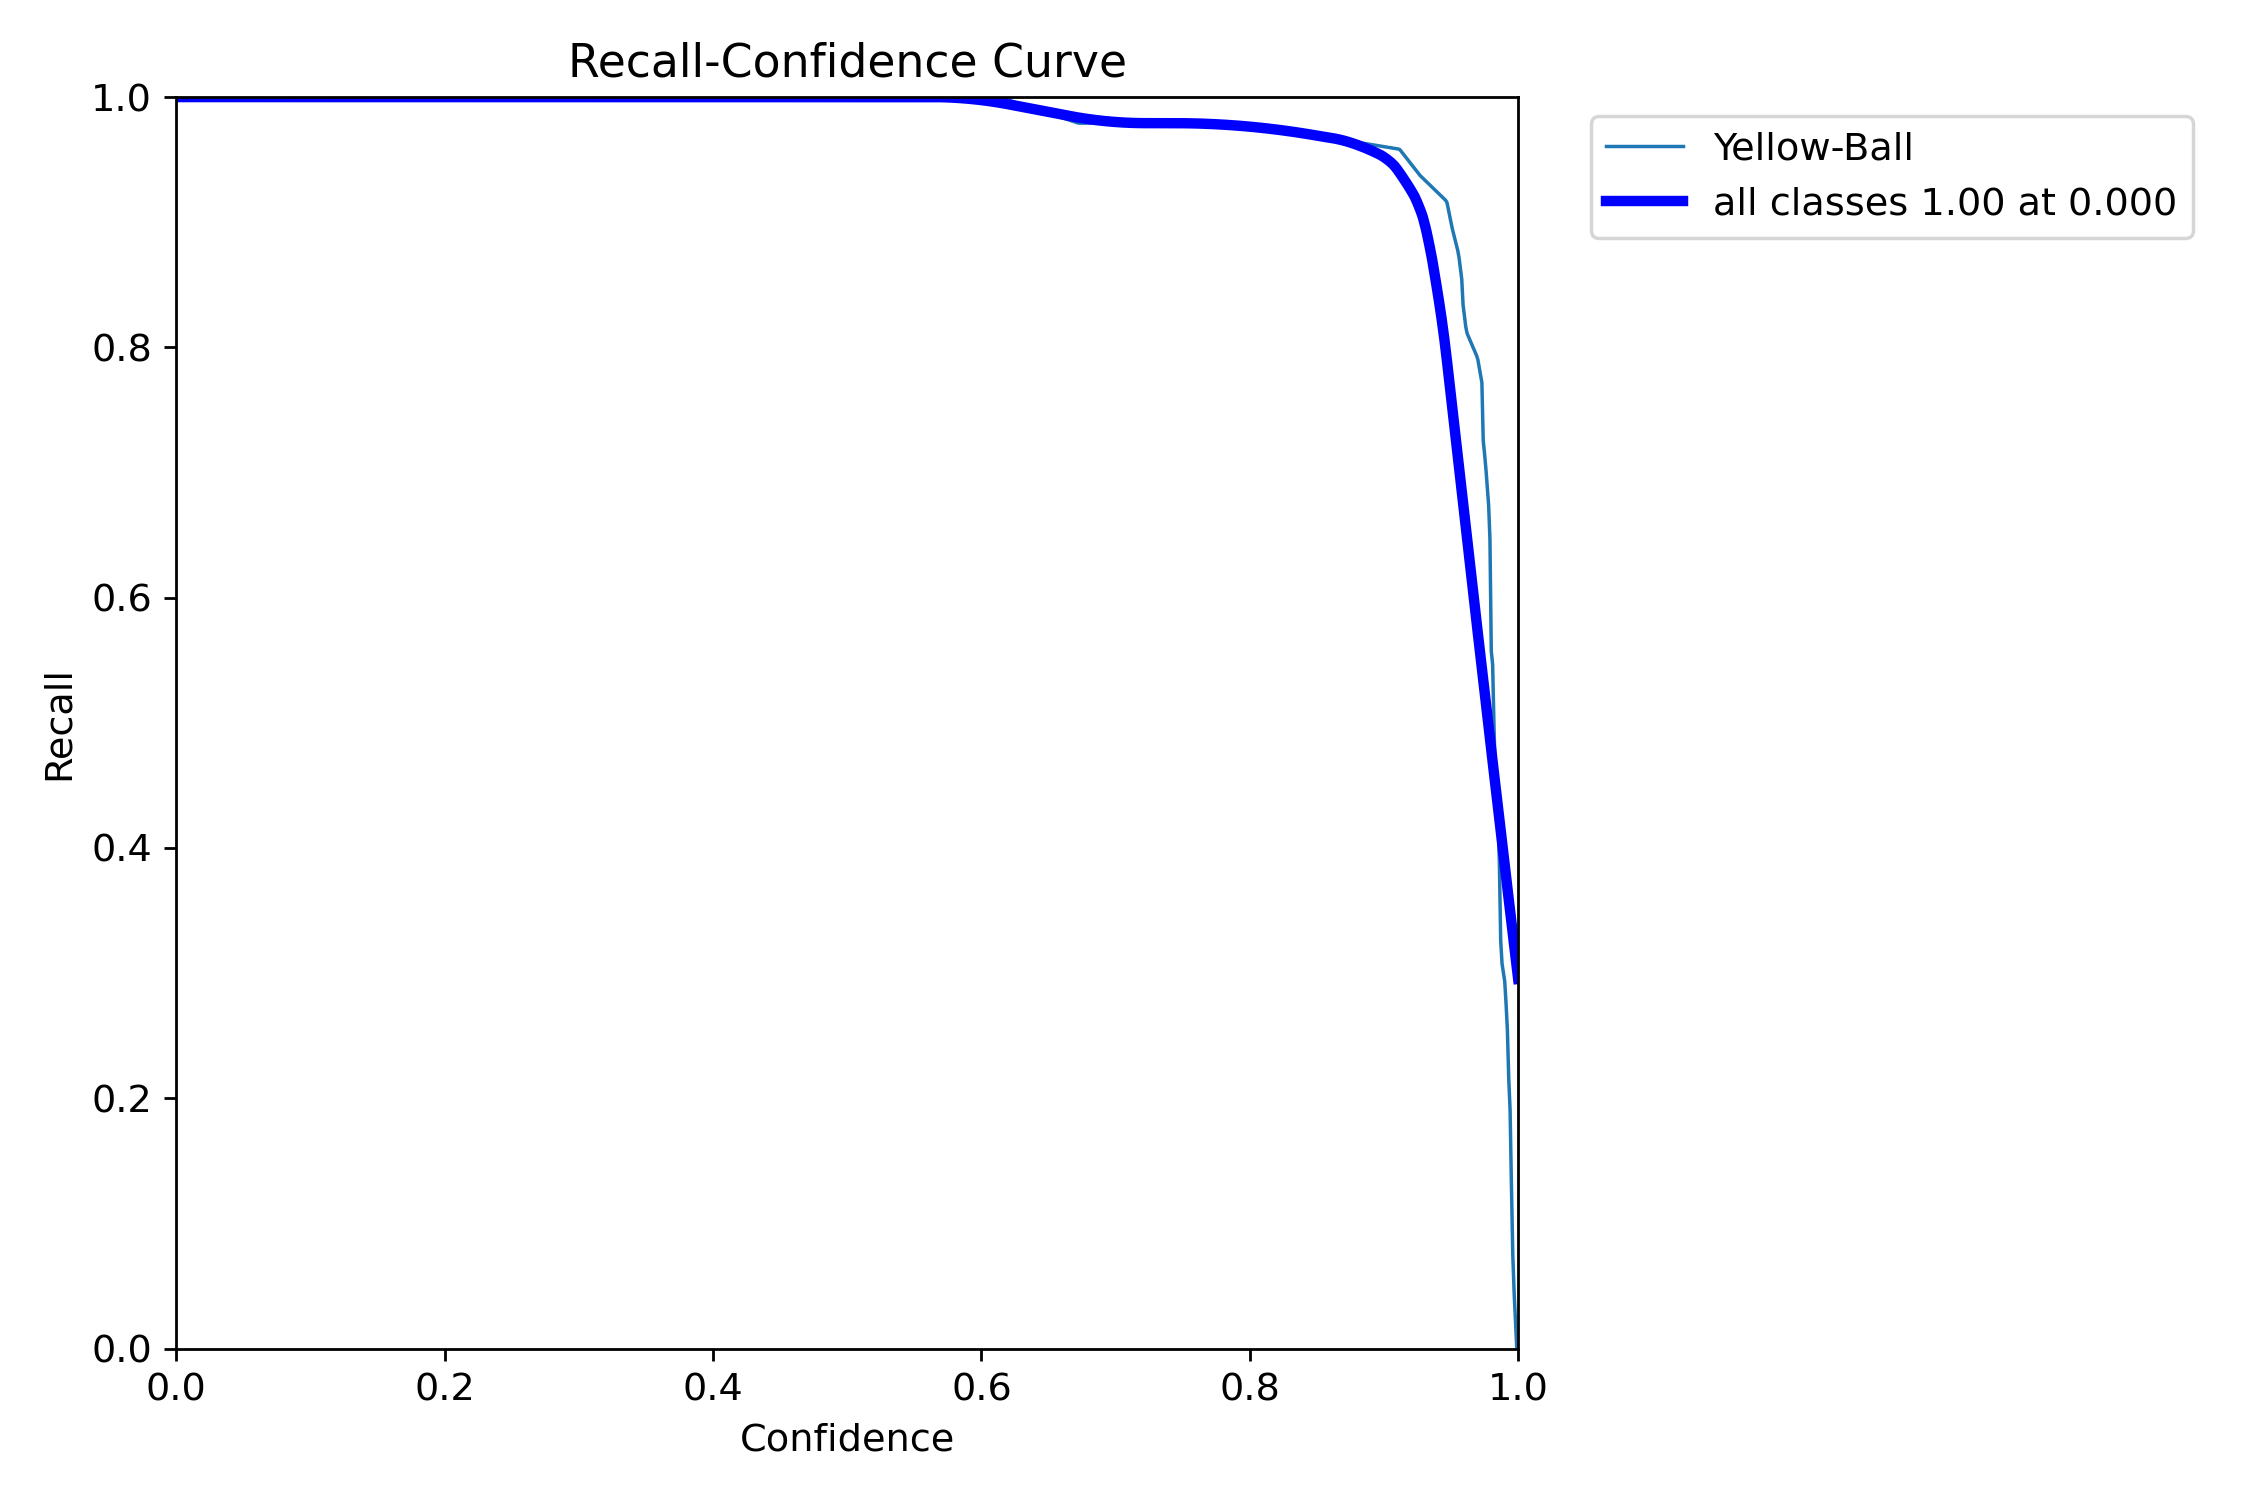 Recall-Confidence Curve
1.0
0.8
0.6
0.4
0.2
0.0
Recall
0.0 0.2 0.4 0.6 0.8 1.0
Confidence
Yellow-Ball
all classes 1.00 at 0.000